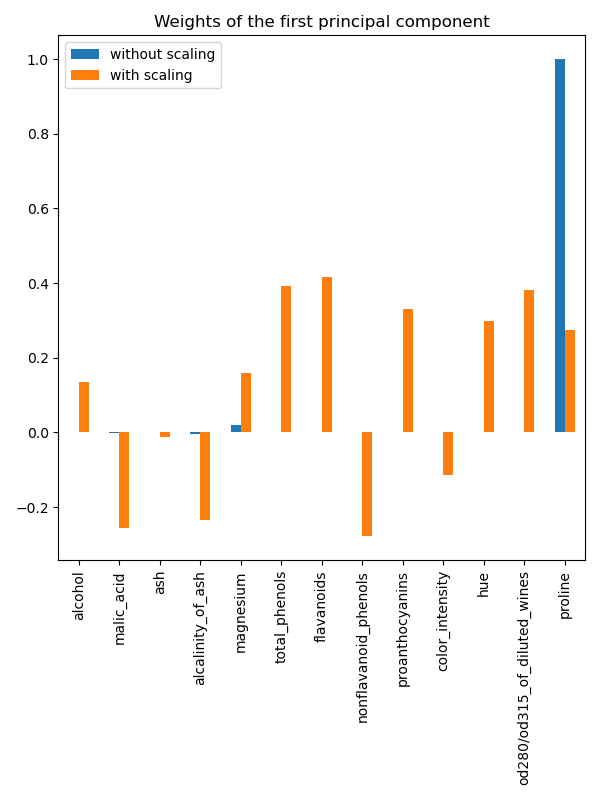 Weights of the first principal component
without scaling
with scaling
1.0
0.8
0.6
0.4
0.2
0.0
−0.2
alcohol
malic_acid
ash
alcalinity_of_ash
magnesium
total_phenols
flavanoids
nonflavanoid_phenols
proanthocyanins
color_intensity
hue
od280/od315_of_diluted_wines
proline